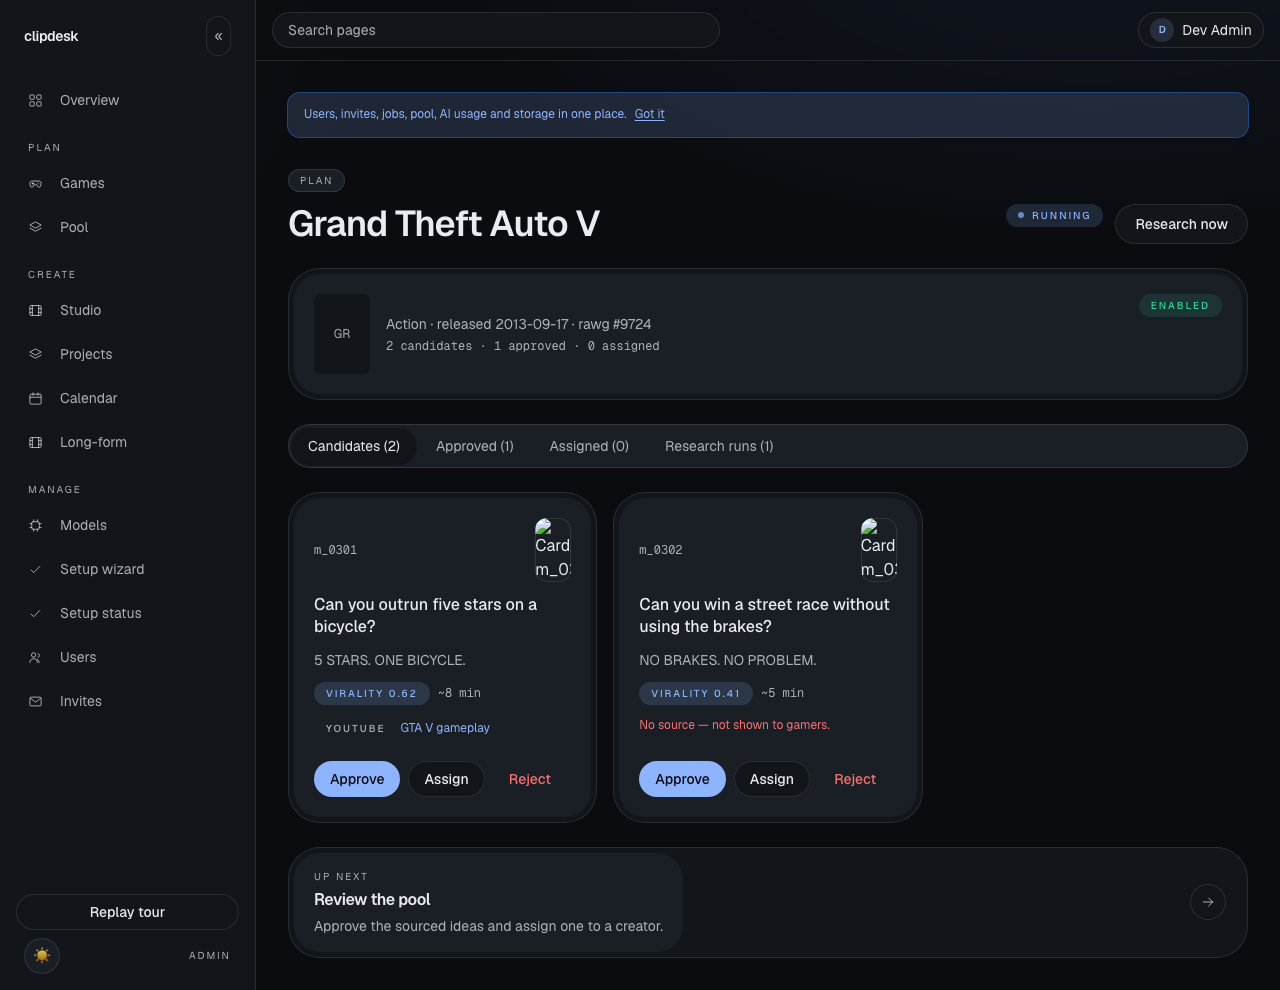 clipdesk
«
Search pages
D Dev Admin
Overview
PLAN
Games
Pool
CREATE
Studio
Projects
Calendar
Long-form
MANAGE
Models
Setup wizard
Setup status
Users
Invites
Replay tour
ADMIN
Users, invites, jobs, pool, AI usage and storage in one place. Got it
PLAN
Grand Theft Auto V
RUNNING
Research now
GR
Action · released 2013-09-17 · rawg #9724
2 candidates · 1 approved · 0 assigned
ENABLED
Candidates (2) Approved (1) Assigned (0) Research runs (1)
m_0301
Card
Can you outrun five stars on a
bicycle?
5 STARS. ONE BICYCLE.
VIRALITY 0.62 ~8 min
YOUTUBE GTA V gameplay
Approve Assign Reject
m_0302
Card
Can you win a street race without
using the brakes?
NO BRAKES. NO PROBLEM.
VIRALITY 0.41 ~5 min
No source — not shown to gamers.
Approve Assign Reject
UP NEXT
Review the pool
Approve the sourced ideas and assign one to a creator.